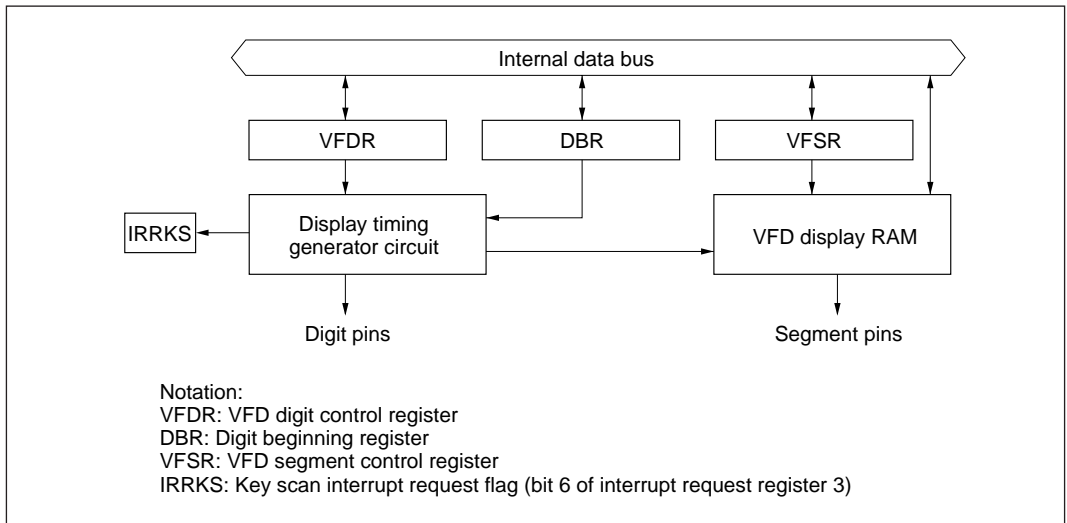 Internal data bus
VFDR
DBR
VFSR
IRRKS
Display timing
generator circuit
VFD display RAM
Digit pins
Segment pins
Notation:
VFDR: VFD digit control register
DBR: Digit beginning register
VFSR: VFD segment control register
IRRKS: Key scan interrupt request flag (bit 6 of interrupt request register 3)